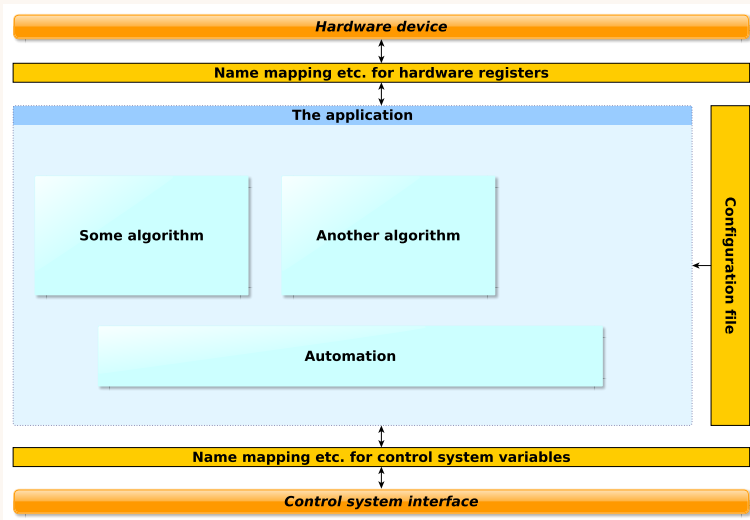 Hardware device
Name mapping etc. for hardware registers
The application
Some algorithm
Another algorithm
Configuration file
Automation
Name mapping etc. for control system variables
Control system interface